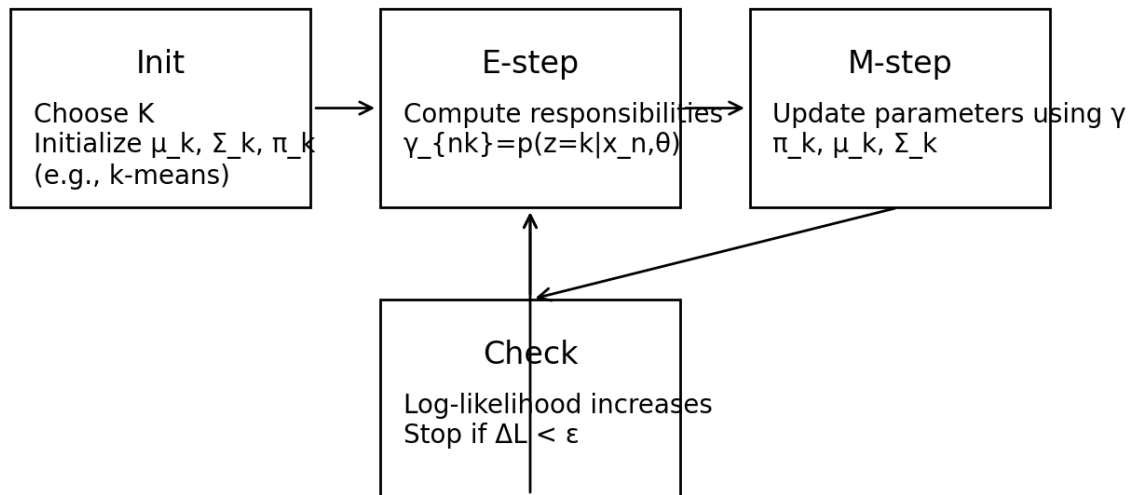 Init
Choose K
Initialize μ_k, Σ_k, π_k
(e.g., k-means)
E-step
Compute responsibilities
γ_{nk}=p(z=k|x_n,θ)
M-step
Update parameters using γ
π_k, μ_k, Σ_k
Check
Log-likelihood increases
Stop if ΔL < ε